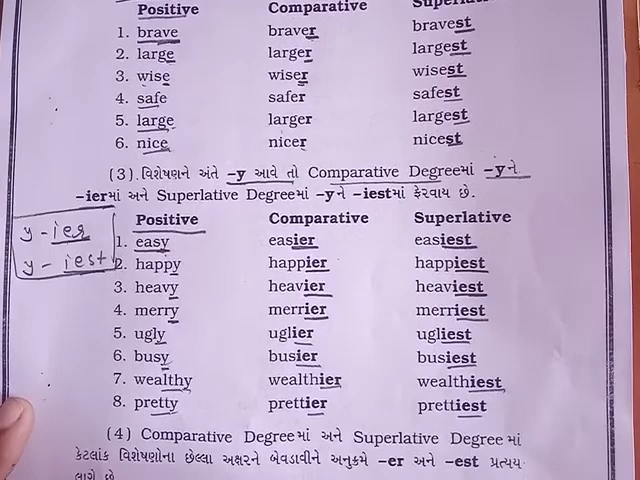 Positive Comparative Superlative
1. brave braver bravest
2. large larger largest
3. wise wiser wisest
4. safe safer safest
5. large larger largest
6. nice nicer nicest
(3) વિશેષણને અંતે -y આવે તો Comparative Degreeમાં -yને
-ierમાં અને Superlative Degreeમાં -yને -iestમાં ફેરવાય છે.
y - ier
y - iest
Positive Comparative Superlative
1. easy easier easiest
2. happy happier happiest
3. heavy heavier heaviest
4. merry merrier merriest
5. ugly uglier ugliest
6. busy busier busiest
7. wealthy wealthier wealthiest
8. pretty prettier prettiest
(4) Comparative Degreeમાં અને Superlative Degreeમાં
કેટલાંક વિશેષણોના છેલ્લા અક્ષરને બેવડાવીને અનુક્રમે -er અને -est પ્રત્યય
લાગે છે